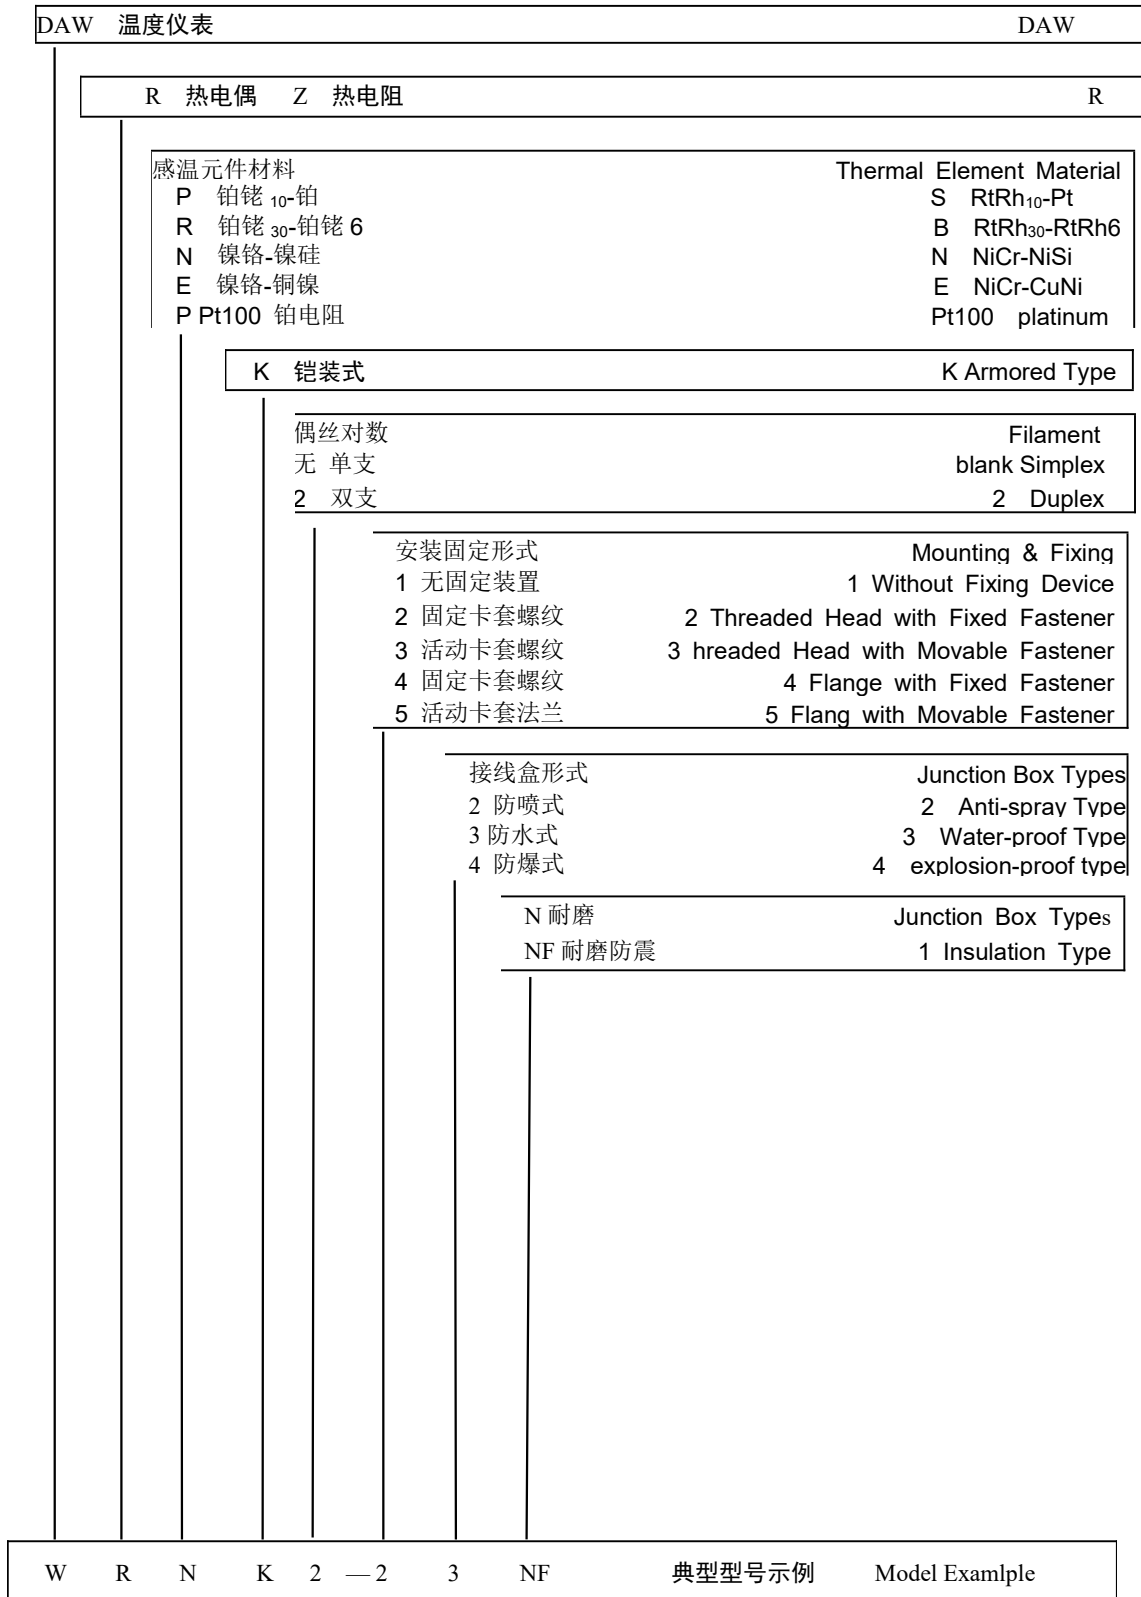 DAW 温度仪表 DAW
R 热电偶 Z 热电阻 R
感温元件材料 Thermal Element Material
P 铂铑10-铂 S RtRh10-Pt
R 铂铑30-铂铑6 B RtRh30-RtRh6
N 镍铬-镍硅 N NiCr-NiSi
E 镍铬-铜镍 E NiCr-CuNi
P Pt100 铂电阻 Pt100 platinum
K 铠装式 K Armored Type
偶丝对数 Filament
无 单支 blank Simplex
2 双支 2 Duplex
安装固定形式 Mounting & Fixing
1 无固定装置 1 Without Fixing Device
2 固定卡套螺纹 2 Threaded Head with Fixed Fastener
3 活动卡套螺纹 3 hreaded Head with Movable Fastener
4 固定卡套螺纹 4 Flange with Fixed Fastener
5 活动卡套法兰 5 Flang with Movable Fastener
接线盒形式 Junction Box Types
2 防喷式 2 Anti-spray Type
3 防水式 3 Water-proof Type
4 防爆式 4 explosion-proof type
N 耐磨 Junction Box Types
NF 耐磨防震 1 Insulation Type
W R N K 2 — 2 3 NF 典型型号示例 Model Examlple